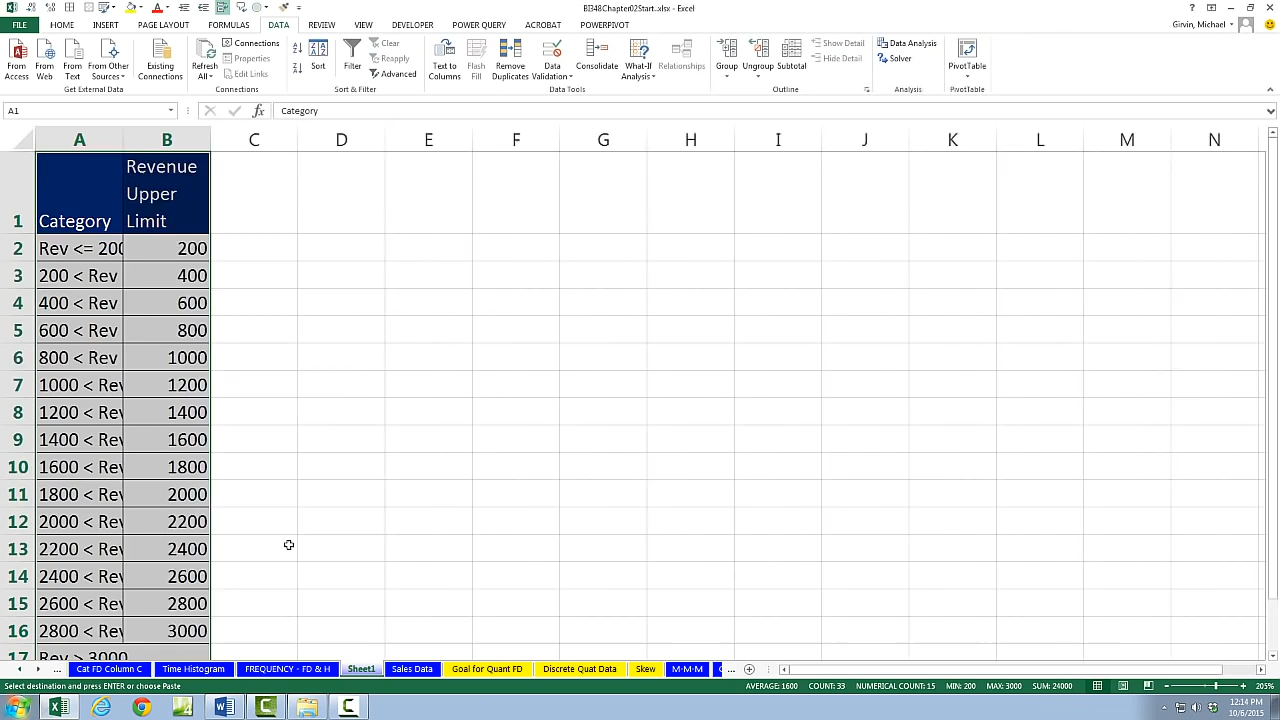 BI348Chapter02Start..xlsx - Excel
FILE HOME INSERT PAGE LAYOUT FORMULAS DATA REVIEW VIEW DEVELOPER POWER QUERY ACROBAT POWERPIVOT Girvin, Michael
From Access
From Web
From Text
From Other Sources
Existing Connections
Refresh All
Connections
Properties
Edit Links
Sort
Filter
Clear
Reapply
Advanced
Text to Columns
Flash Fill
Remove Duplicates
Data Validation
Consolidate
What-If Analysis
Relationships
Group
Ungroup
Subtotal
Show Detail
Hide Detail
Data Analysis
Solver
PivotTable
Get External Data Connections Sort & Filter Data Tools Outline Analysis PivotTable
A1 fx Category
A B C D E F G H I J K L M N
1 Category Revenue Upper Limit
2 Rev <= 200 200
3 200 < Rev 400
4 400 < Rev 600
5 600 < Rev 800
6 800 < Rev 1000
7 1000 < Rev 1200
8 1200 < Rev 1400
9 1400 < Rev 1600
10 1600 < Rev 1800
11 1800 < Rev 2000
12 2000 < Rev 2200
13 2200 < Rev 2400
14 2400 < Rev 2600
15 2600 < Rev 2800
16 2800 < Rev 3000
17 Rev > 3000
... Cat FD Column C Time Histogram FREQUENCY - FD & H Sheet1 Sales Data Goal for Quant FD Discrete Quat Data Skew M-M-M ...
Select destination and press ENTER or choose Paste AVERAGE: 1600 COUNT: 33 NUMERICAL COUNT: 15 MIN: 200 MAX: 3000 SUM: 24000 205%
12:14 PM
10/6/2015